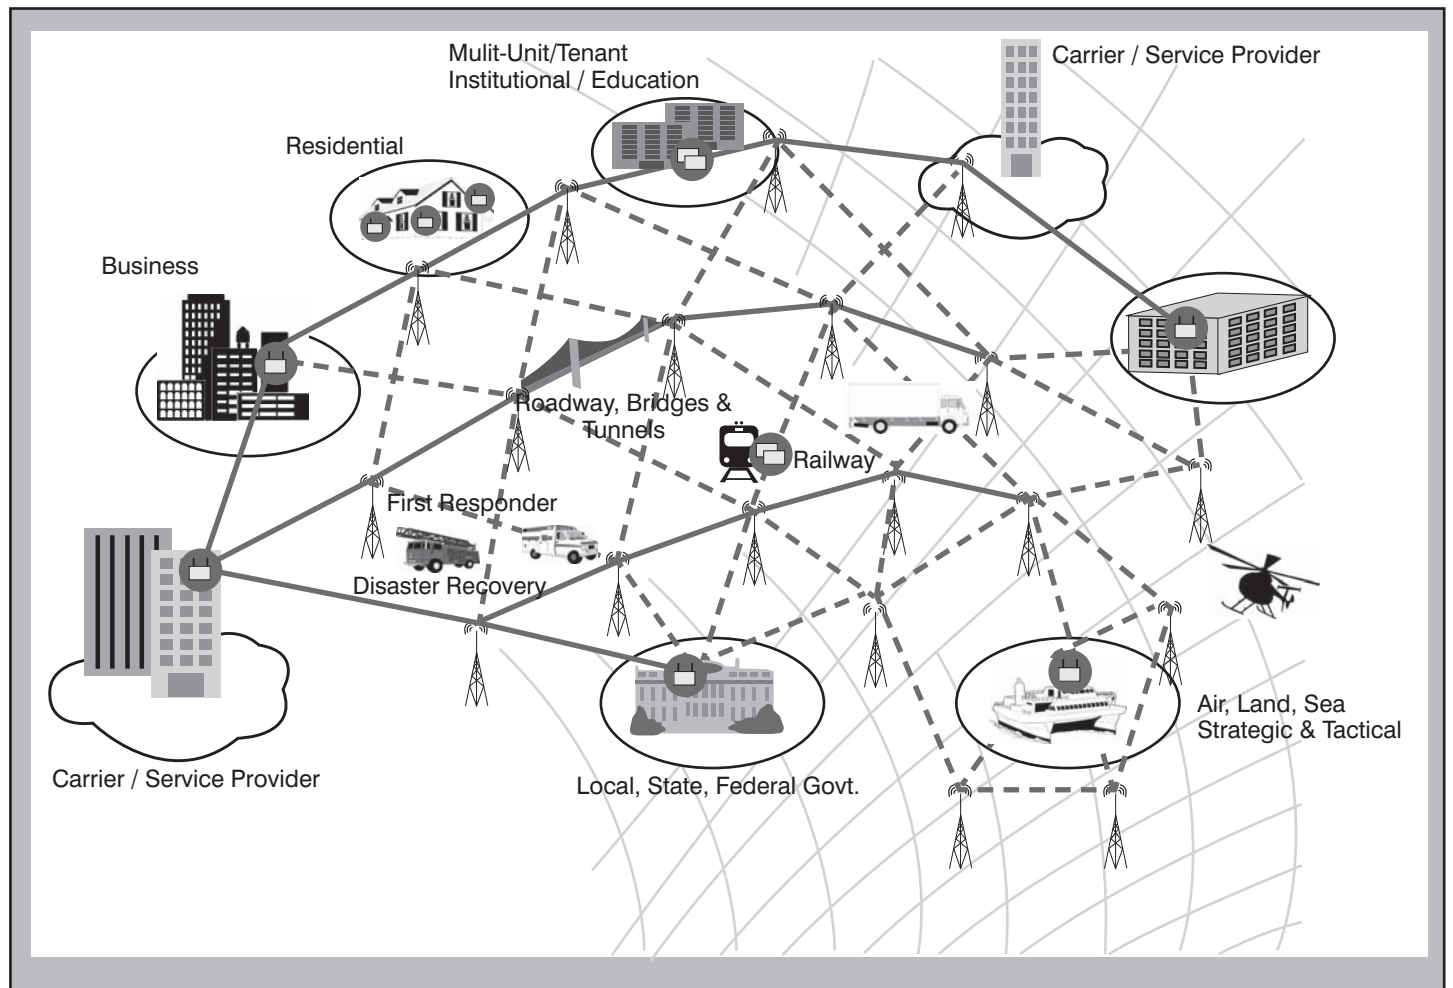 Mulit-Unit/Tenant
Institutional / Education
Carrier / Service Provider
Residential
Business
Roadway, Bridges &
Tunnels
Railway
First Responder
Disaster Recovery
Air, Land, Sea
Strategic & Tactical
Carrier / Service Provider
Local, State, Federal Govt.